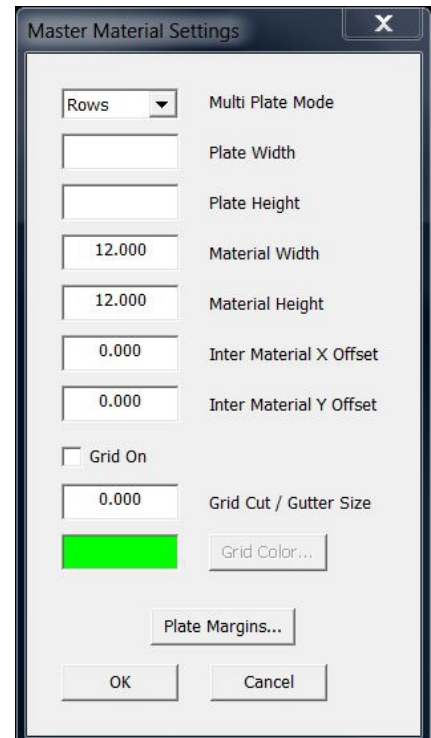 Master Material Settings X
Rows Multi Plate Mode
Plate Width
Plate Height
12.000 Material Width
12.000 Material Height
0.000 Inter Material X Offset
0.000 Inter Material Y Offset
Grid On
0.000 Grid Cut / Gutter Size
Grid Color...
Plate Margins...
OK Cancel